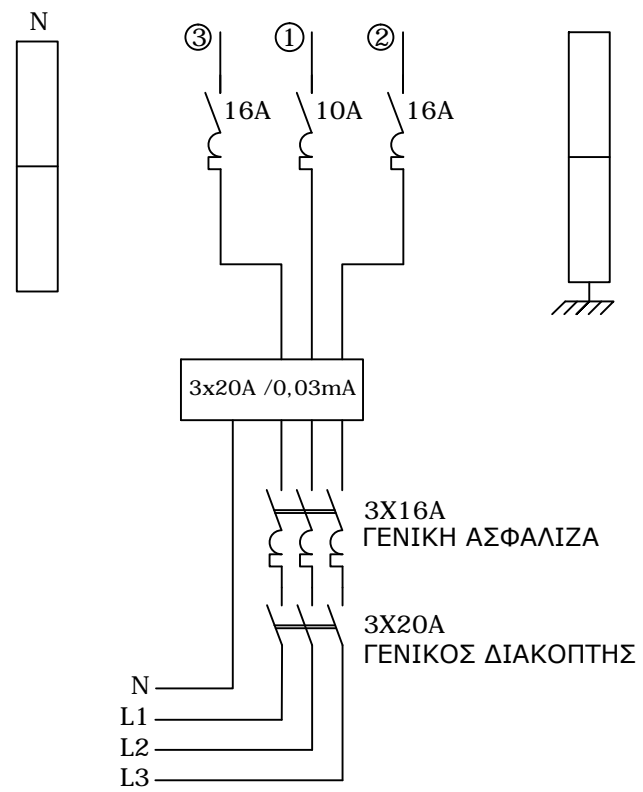 N
③ ① ②
16A 10A 16A
3x20A /0,03mA
3X16A
ΓΕΝΙΚΗ ΑΣΦΑΛΙΖΑ
3X20A
ΓΕΝΙΚΟΣ ΔΙΑΚΟΠΤΗΣ
N
L1
L2
L3